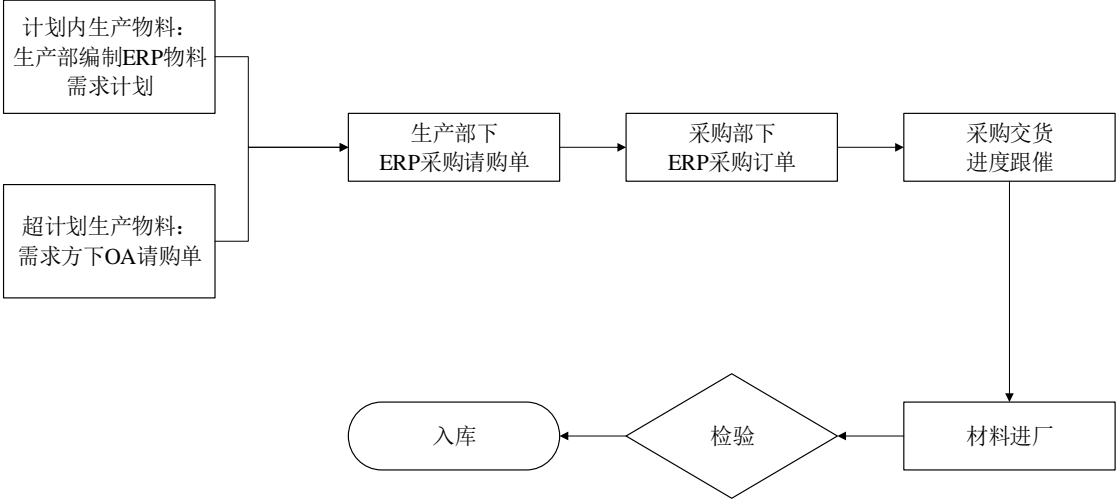 计划内生产物料：
生产部编制ERP物料
需求计划
超计划生产物料：
需求方下OA请购单
生产部下
ERP采购请购单
采购部下
ERP采购订单
采购交货
进度跟催
入库
检验
材料进厂